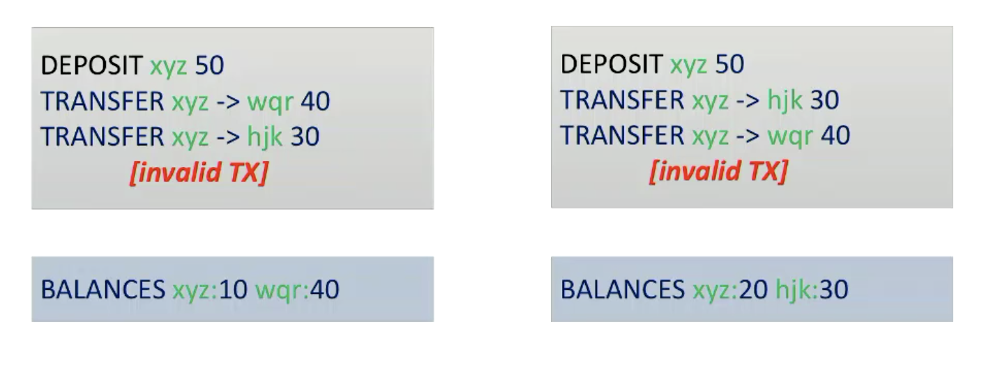 DEPOSIT xyz 50
TRANSFER xyz -> wqr 40
TRANSFER xyz -> hjk 30
[invalid TX]
BALANCES xyz:10 wqr:40
DEPOSIT xyz 50
TRANSFER xyz -> hjk 30
TRANSFER xyz -> wqr 40
[invalid TX]
BALANCES xyz:20 hjk:30